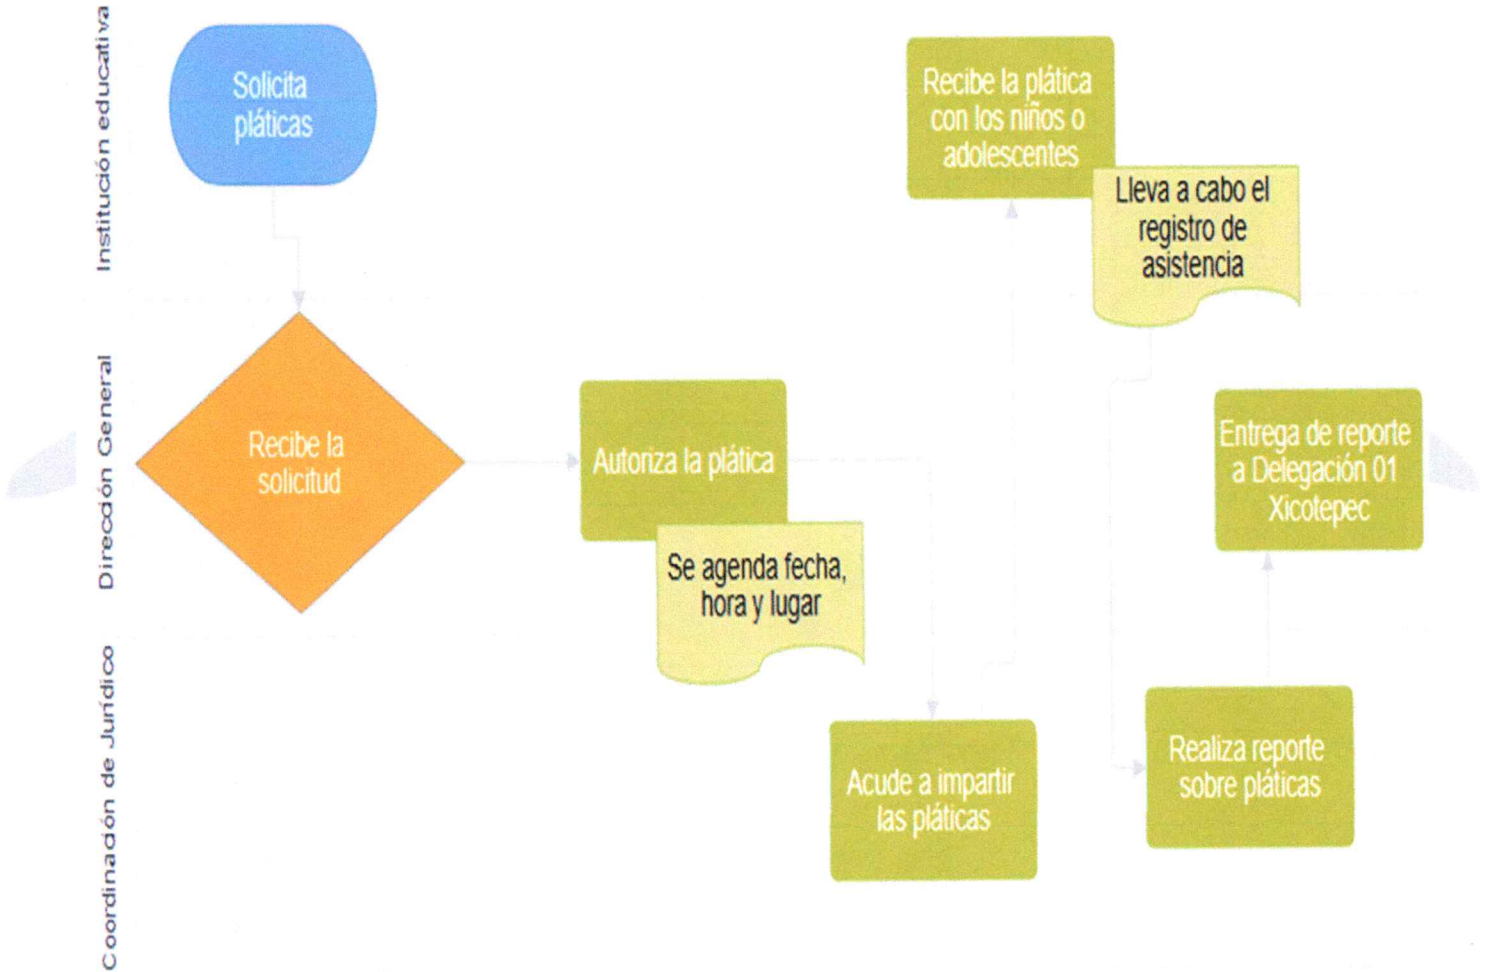 Institución educativa
Solicita
pláticas
Recibe la plática
con los niños o
adolescentes
Lleva a cabo el
registro de
asistencia
Dirección General
Recibe la
solicitud
Autoriza la plática
Se agenda fecha,
hora y lugar
Entrega de reporte
a Delegación 01
Xicotepec
Coordinación de Jurídico
Acude a impartir
las pláticas
Realiza reporte
sobre pláticas